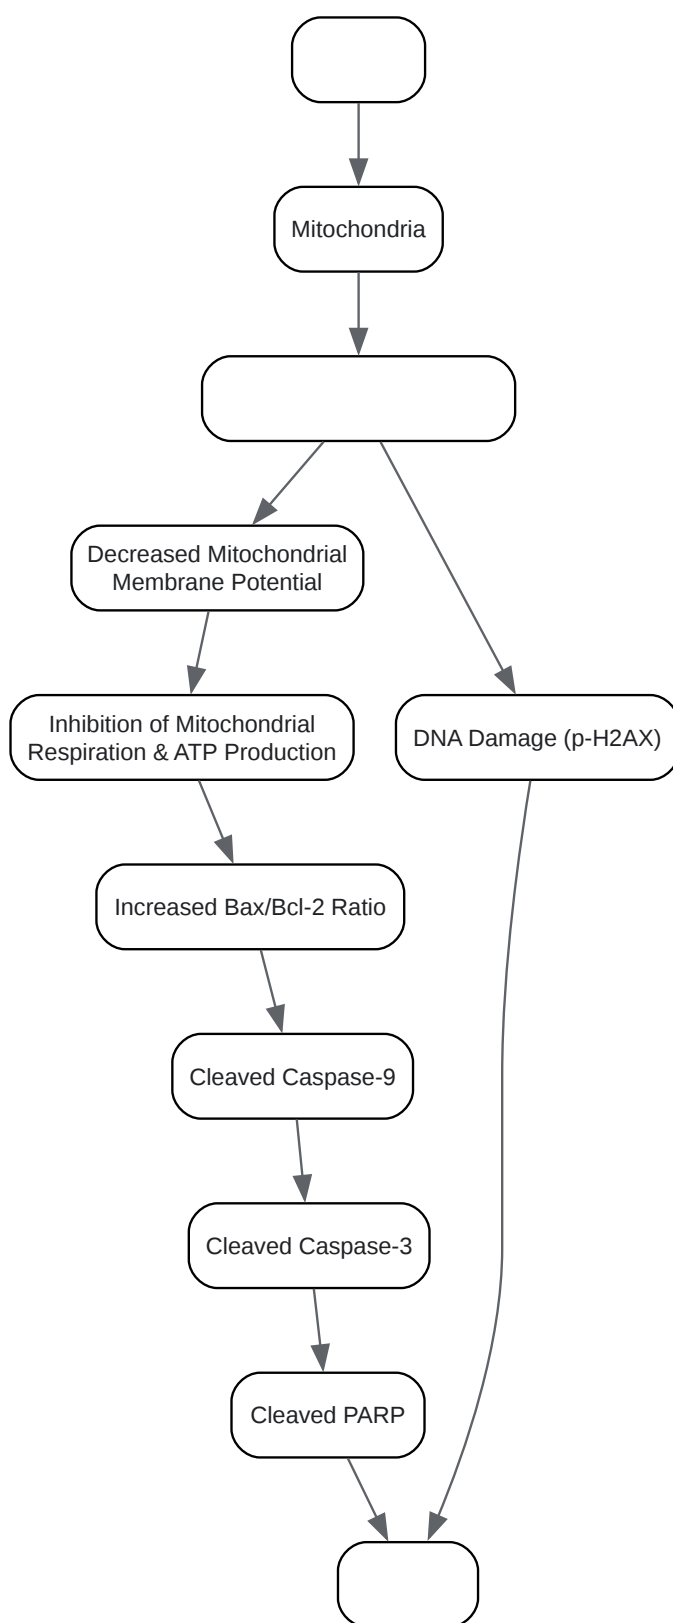 Mitochondria
Decreased Mitochondrial
Membrane Potential
Inhibition of Mitochondrial
Respiration & ATP Production
DNA Damage (p-H2AX)
Increased Bax/Bcl-2 Ratio
Cleaved Caspase-9
Cleaved Caspase-3
Cleaved PARP